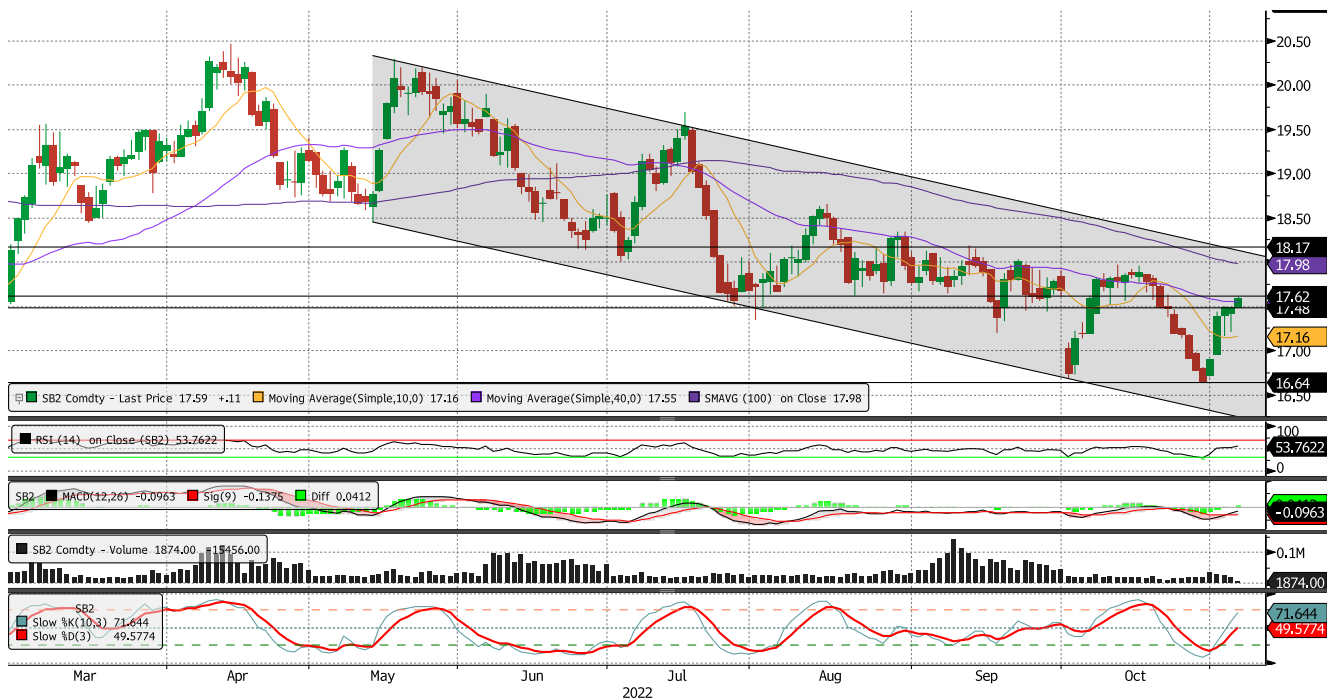 20.50
20.00
19.50
19.00
18.50
18.17
17.98
17.62
17.48
17.16
17.00
16.64
16.50
SB2 Comdty - Last Price 17.59 +.11 Moving Average(Simple,10,0) 17.16 Moving Average(Simple,40,0) 17.55 SMAVG (100) on Close 17.98
100
RSI (14) on Close (SB2) 53.7622
53.7622
0
SB2 MACD(12,26) -0.0963 Sig(9) -0.1375 Diff 0.0412
-0.0963
SB2 Comdty - Volume 1874.00 -15456.00
0.1M
1874.00
SB2
Slow %K(10,3) 71.644
Slow %D(3) 49.5774
71.644
49.5774
Mar Apr May Jun Jul Aug Sep Oct
2022